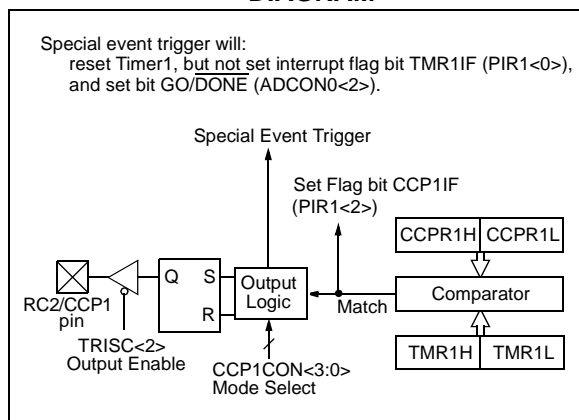 DIAGRAM
Special event trigger will:
reset Timer1, but not set interrupt flag bit TMR1IF (PIR1<0>),
and set bit GO/DONE (ADCON0<2>).
Special Event Trigger
Set Flag bit CCP1IF
(PIR1<2>)
CCPR1H CCPR1L
Q S Output
Logic
R
Match
Comparator
RC2/CCP1
pin
TRISC<2>
Output Enable
CCP1CON<3:0>
Mode Select
TMR1H TMR1L